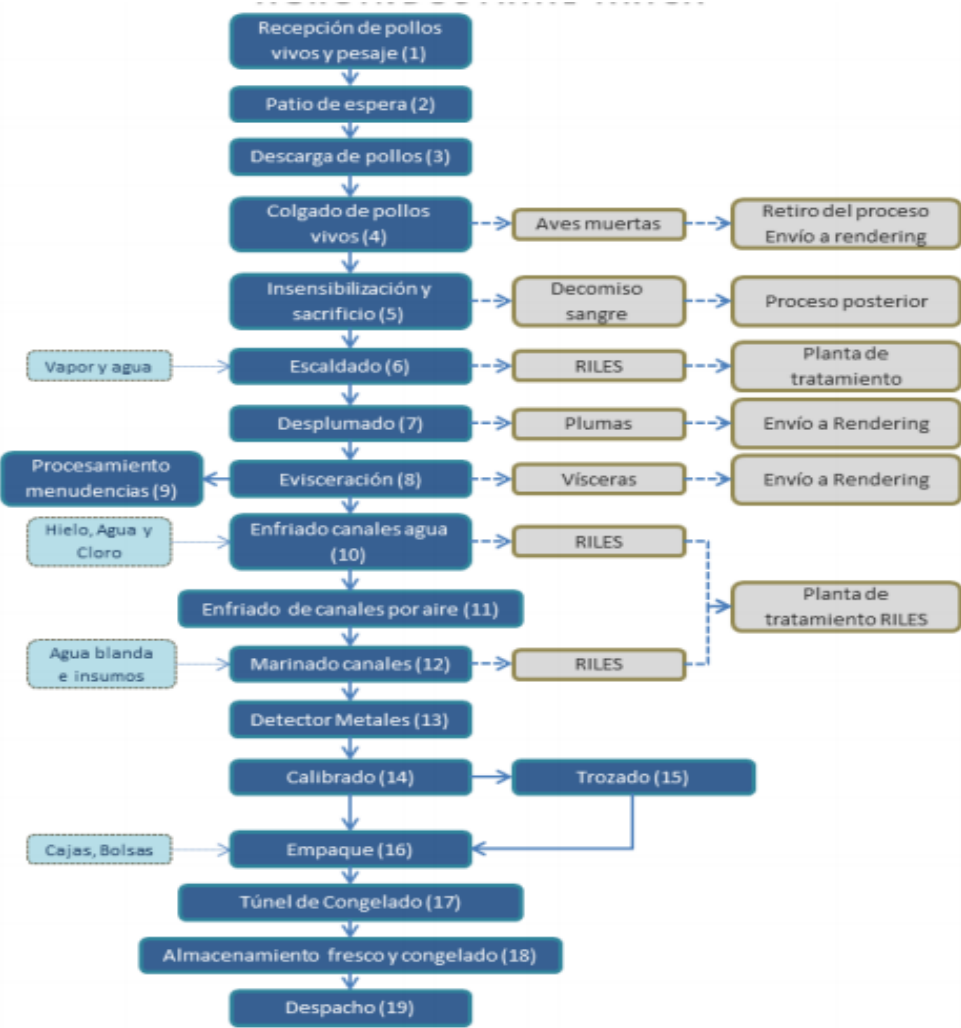 Recepción de pollos
vivos y pesaje (1)
Patio de espera (2)
Descarga de pollos (3)
Colgado de pollos
vivos (4)
Aves muertas
Retiro del proceso
Envío a rendering
Insensibilización y
sacrificio (5)
Decomiso
sangre
Proceso posterior
Vapor y agua
Escaldado (6)
RILES
Planta de
tratamiento
Desplumado (7)
Plumas
Envío a Rendering
Procesamiento
menudencias (9)
Evisceración (8)
Vísceras
Envío a Rendering
Hielo, Agua y
Cloro
Enfriado canales agua
(10)
RILES
Enfriado de canales por aire (11)
Planta de
tratamiento RILES
Agua blanda
e insumos
Marinado canales (12)
RILES
Detector Metales (13)
Calibrado (14)
Trozado (15)
Cajas, Bolsas
Empaque (16)
Túnel de Congelado (17)
Almacenamiento fresco y congelado (18)
Despacho (19)